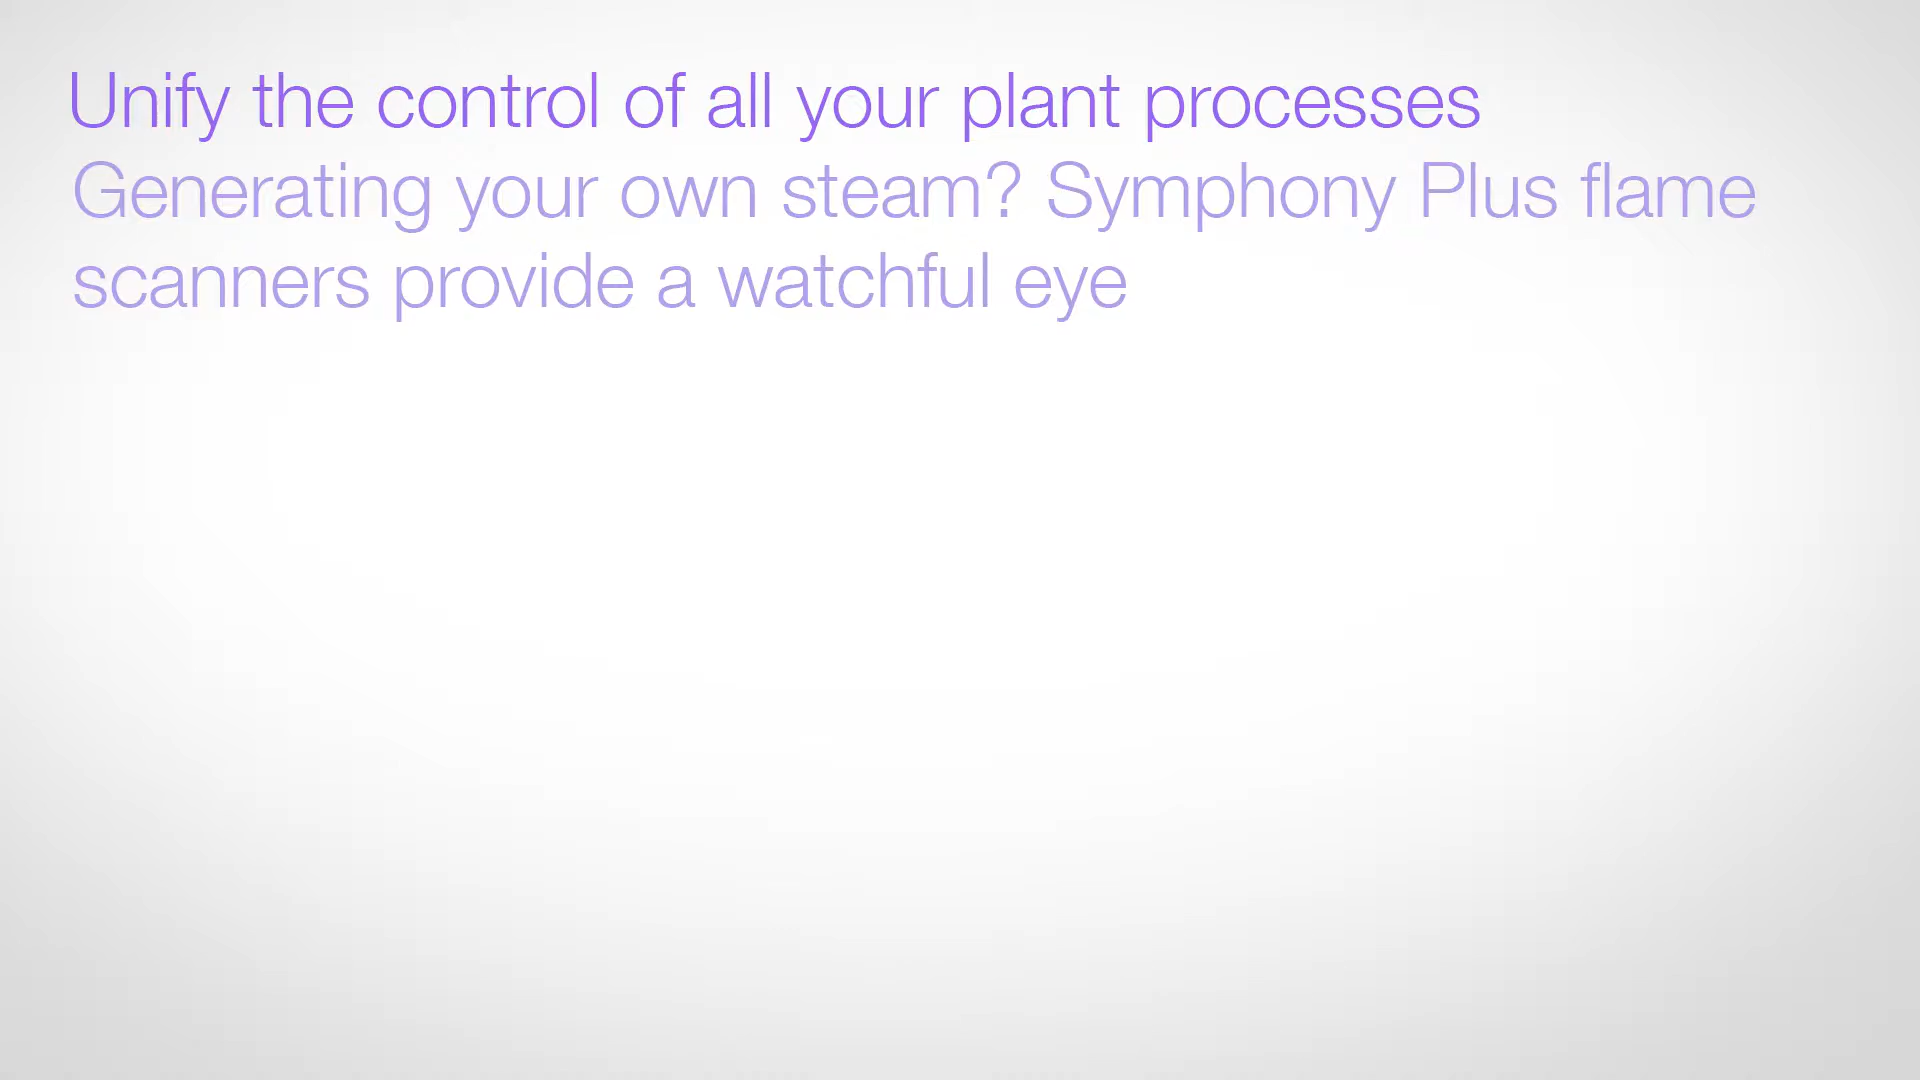 Unify the control of all your plant processes
Generating your own steam? Symphony Plus flame
scanners provide a watchful eye